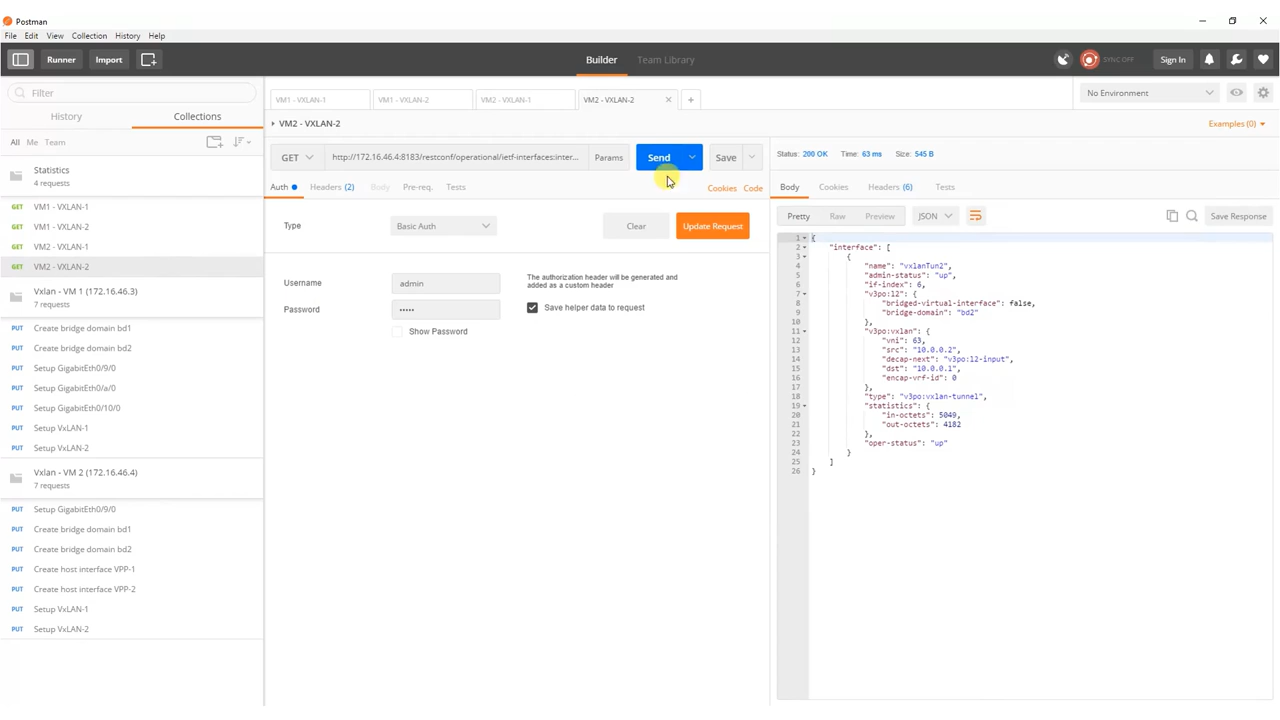 Postman
File Edit View Collection History Help
Runner Import Builder Team Library SYNC OFF Sign In
Filter
History Collections
All Me Team
Statistics
4 requests
GET VM1 - VXLAN-1
GET VM1 - VXLAN-2
GET VM2 - VXLAN-1
GET VM2 - VXLAN-2
Vxlan - VM 1 (172.16.46.3)
7 requests
PUT Create bridge domain bd1
PUT Create bridge domain bd2
PUT Setup GigabitEth0/9/0
PUT Setup GigabitEth0/a/0
PUT Setup GigabitEth0/10/0
PUT Setup VxLAN-1
PUT Setup VxLAN-2
Vxlan - VM 2 (172.16.46.4)
7 requests
PUT Setup GigabitEth0/9/0
PUT Create bridge domain bd1
PUT Create bridge domain bd2
PUT Create host interface VPP-1
PUT Create host interface VPP-2
PUT Setup VxLAN-1
PUT Setup VxLAN-2
VM1 - VXLAN-1 VM1 - VXLAN-2 VM2 - VXLAN-1 VM2 - VXLAN-2
No Environment
VM2 - VXLAN-2
Examples (0)
GET http://172.16.46.4:8183/restconf/operational/ietf-interfaces:inter... Params Send Save
Auth Headers (2) Body Pre-req. Tests Cookies Code
Type Basic Auth Clear Update Request
Username admin
The authorization header will be generated and
added as a custom header
Password •••••
Save helper data to request
Show Password
Status: 200 OK Time: 63 ms Size: 545 B
Body Cookies Headers (6) Tests
Pretty Raw Preview JSON Save Response
1 {
2 "interface": [
3 {
4 "name": "vxlanTun2",
5 "admin-status": "up",
6 "if-index": 6,
7 "v3po:l2": {
8 "bridged-virtual-interface": false,
9 "bridge-domain": "bd2"
10 },
11 "v3po:vxlan": {
12 "vni": 63,
13 "src": "10.0.0.2",
14 "decap-next": "v3po:l2-input",
15 "dst": "10.0.0.1",
16 "encap-vrf-id": 0
17 },
18 "type": "v3po:vxlan-tunnel",
19 "statistics": {
20 "in-octets": 5049,
21 "out-octets": 4182
22 },
23 "oper-status": "up"
24 }
25 ]
26 }